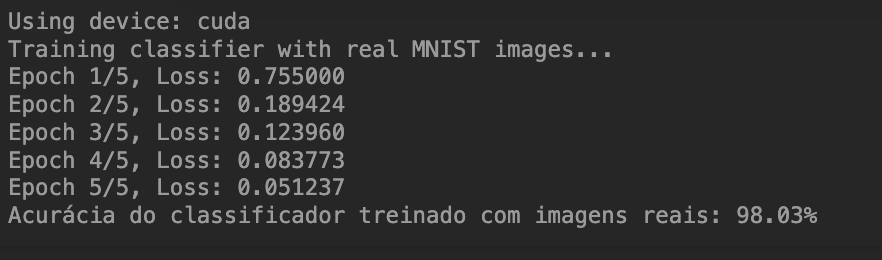 Using device: cuda
Training classifier with real MNIST images...
Epoch 1/5, Loss: 0.755000
Epoch 2/5, Loss: 0.189424
Epoch 3/5, Loss: 0.123960
Epoch 4/5, Loss: 0.083773
Epoch 5/5, Loss: 0.051237
Acurácia do classificador treinado com imagens reais: 98.03%